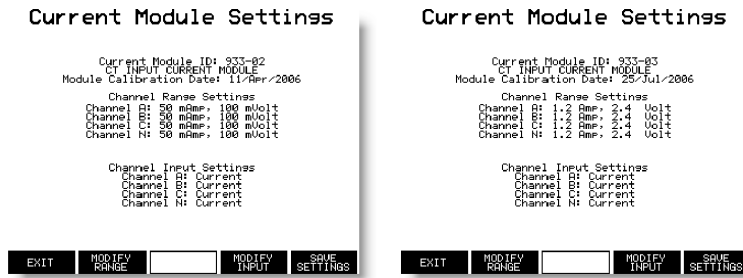 Current Module Settings
Current Module ID: 933-02
CT INPUT CURRENT MODULE
Module Calibration Date: 11/Apr/2006
Channel Range Settings
Channel A: 50 mAmp, 100 mVolt
Channel B: 50 mAmp, 100 mVolt
Channel C: 50 mAmp, 100 mVolt
Channel N: 50 mAmp, 100 mVolt
Channel Input Settings
Channel A: Current
Channel B: Current
Channel C: Current
Channel N: Current
EXIT
MODIFY
RANGE
MODIFY
INPUT
SAVE
SETTINGS
Current Module Settings
Current Module ID: 933-03
CT INPUT CURRENT MODULE
Module Calibration Date: 25/Jul/2006
Channel Range Settings
Channel A: 1.2 Amp, 2.4 Volt
Channel B: 1.2 Amp, 2.4 Volt
Channel C: 1.2 Amp, 2.4 Volt
Channel N: 1.2 Amp, 2.4 Volt
Channel Input Settings
Channel A: Current
Channel B: Current
Channel C: Current
Channel N: Current
EXIT
MODIFY
RANGE
MODIFY
INPUT
SAVE
SETTINGS